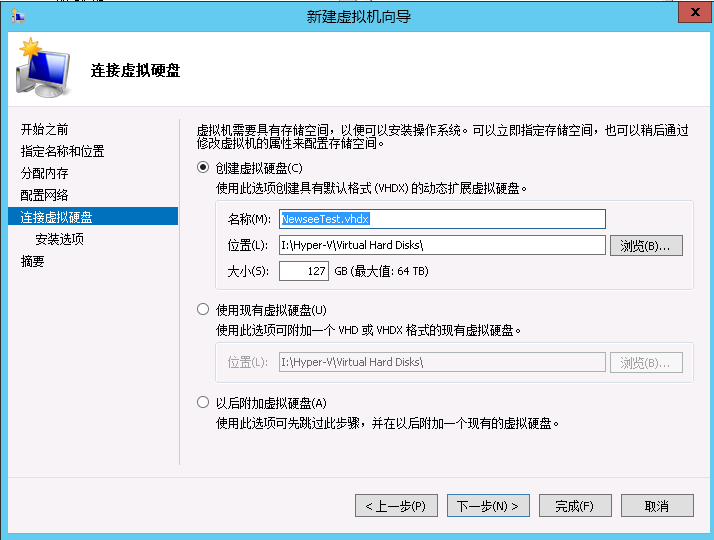 新建虚拟机向导
x
连接虚拟硬盘
开始之前
指定名称和位置
分配内存
配置网络
连接虚拟硬盘
安装选项
摘要
虚拟机需要具有存储空间，以便可以安装操作系统。可以立即指定存储空间，也可以稍后通过
修改虚拟机的属性来配置存储空间。
创建虚拟硬盘(C)
使用此选项创建具有默认格式 (VHDX) 的动态扩展虚拟硬盘。
名称(M): NewseeTest.vhdx
位置(L): I:\Hyper-V\Virtual Hard Disks\ 浏览(B)...
大小(S): 127 GB (最大值: 64 TB)
使用现有虚拟硬盘(U)
使用此选项可附加一个 VHD 或 VHDX 格式的现有虚拟硬盘。
位置(L): I:\Hyper-V\Virtual Hard Disks\ 浏览(B)...
以后附加虚拟硬盘(A)
使用此选项可先跳过此步骤，并在以后附加一个现有的虚拟硬盘。
< 上一步(P) 下一步(N) > 完成(F) 取消